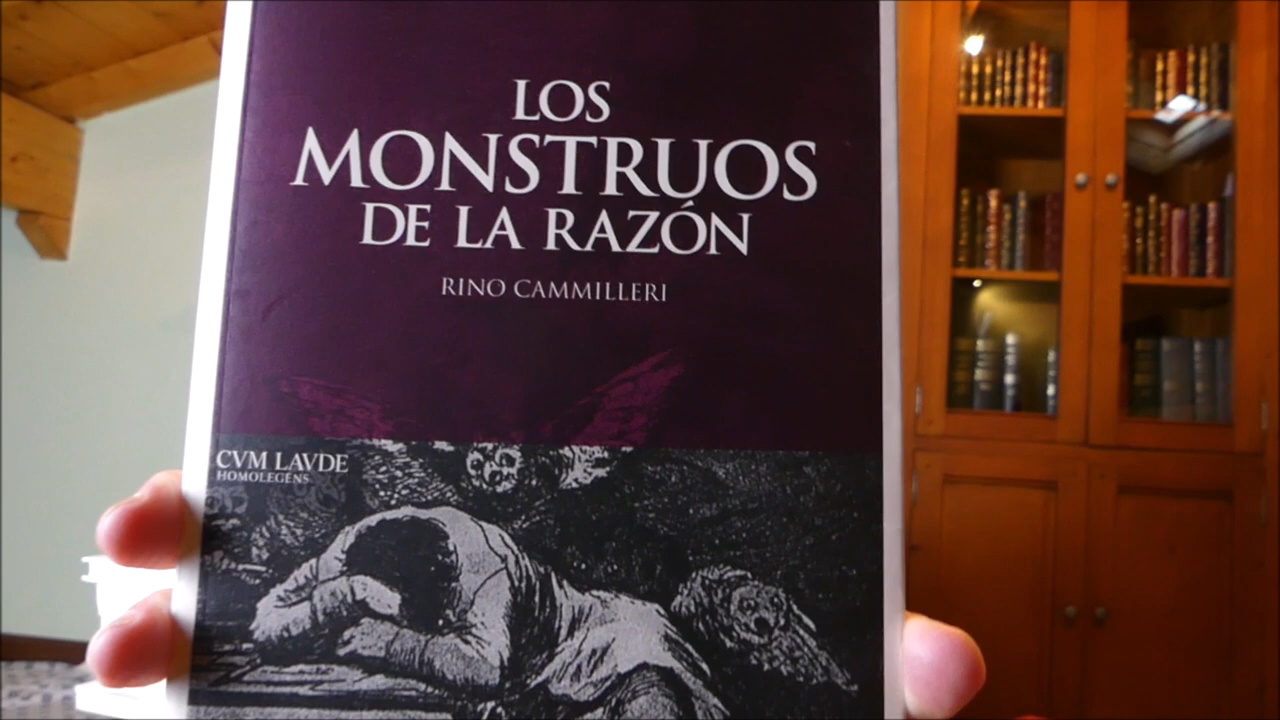 LOS
MONSTRUOS
DE LA RAZÓN
RINO CAMMILLERI
CVM LAVDE
HOMOLEGENS